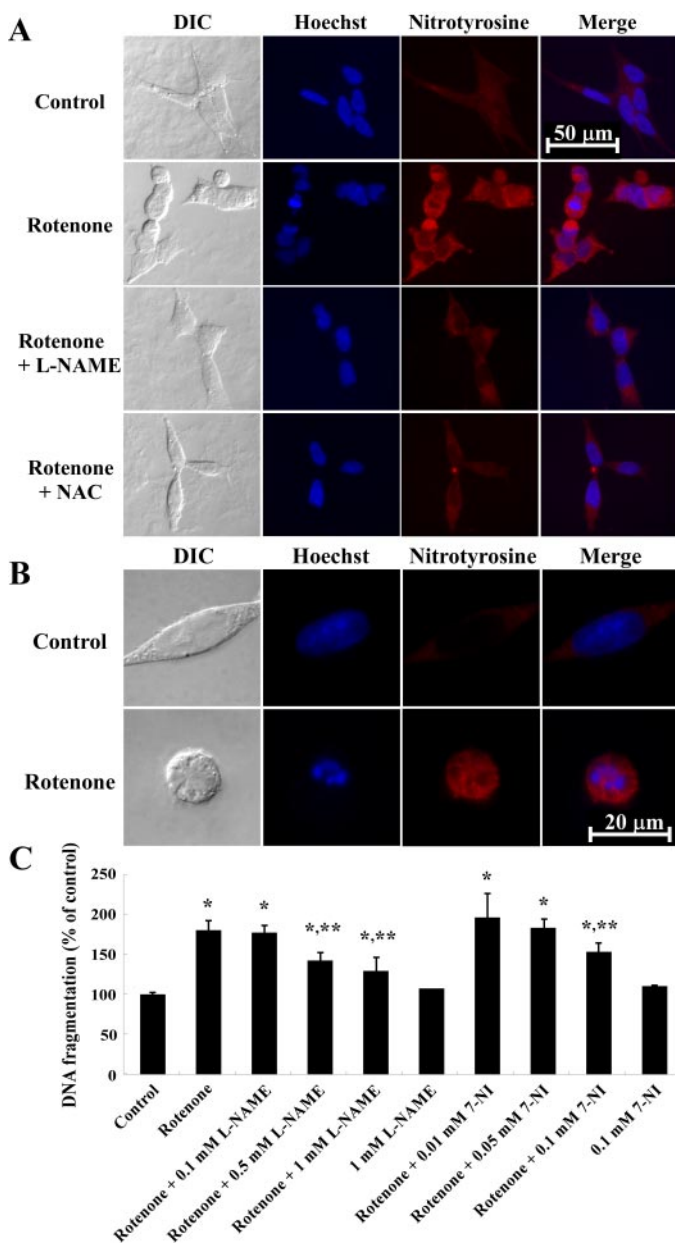 A
DIC Hoechst Nitrotyrosine Merge
Control
50 μm
Rotenone
Rotenone
+ L-NAME
Rotenone
+ NAC
B
DIC Hoechst Nitrotyrosine Merge
Control
Rotenone
20 μm
C
DNA fragmentation (% of control)
250
200
150
100
50
0
* * *,** *,** * * *,**
Control
Rotenone
Rotenone + 0.1 mM L-NAME
Rotenone + 0.5 mM L-NAME
Rotenone + 1 mM L-NAME
1 mM L-NAME
Rotenone + 0.01 mM 7-NI
Rotenone + 0.05 mM 7-NI
Rotenone + 0.1 mM 7-NI
0.1 mM 7-NI